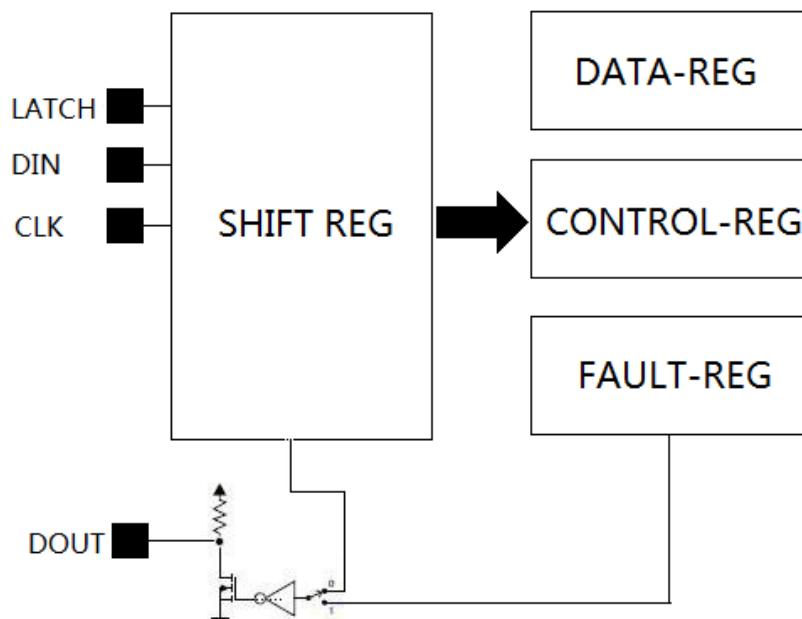 DATA-REG
LATCH
DIN
CLK
SHIFT REG
CONTROL-REG
FAULT-REG
DOUT
0
1